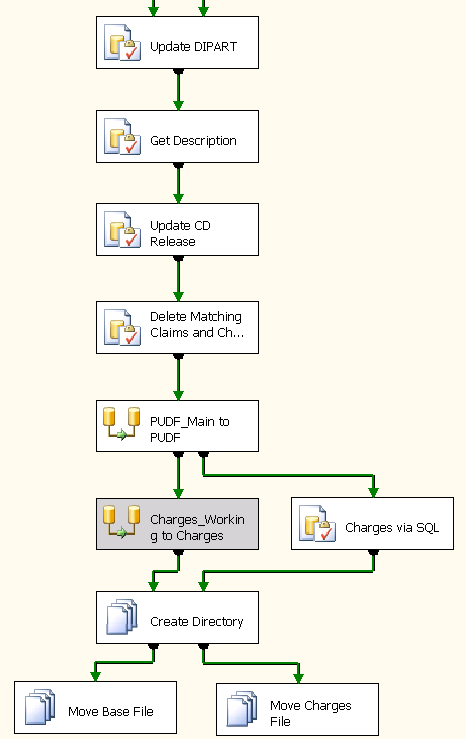 Update DIPART
Get Description
Update CD
Release
Delete Matching
Claims and Ch...
PUDF_Main to
PUDF
Charges_Workin
g to Charges
Charges via SQL
Create Directory
Move Base File
Move Charges
File